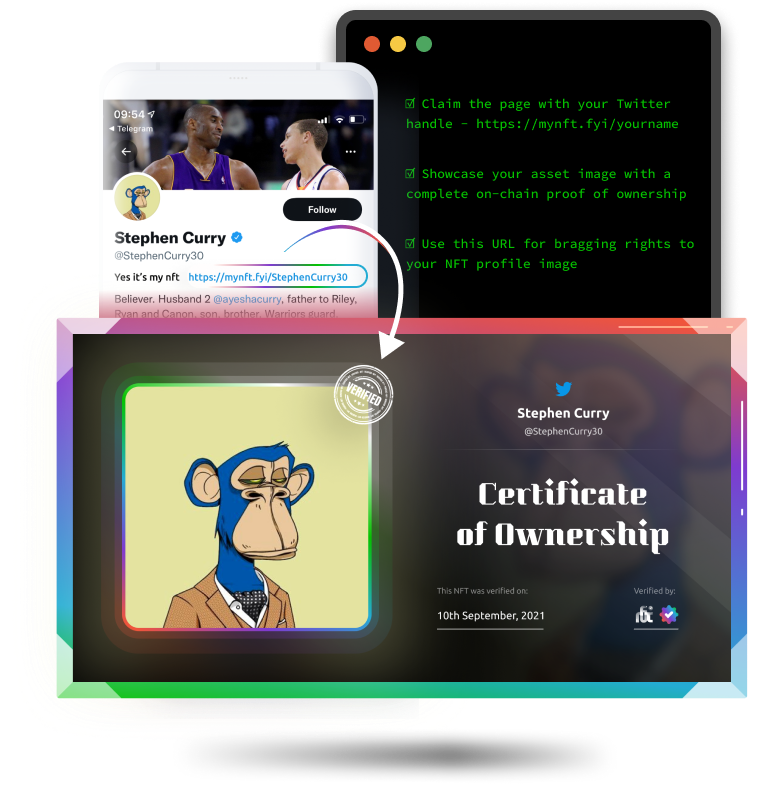 ☑ Claim the page with your Twitter
handle - https://mynft.fyi/yourname
☑ Showcase your asset image with a
complete on-chain proof of ownership
☑ Use this URL for bragging rights to
your NFT profile image
09:54
Telegram
Follow
Stephen Curry
@StephenCurry30
Yes it's my nft https://mynft.fyi/StephenCurry30
Believer. Husband 2 @ayeshacurry, father to Riley,
Ryan and Canon, son, brother. Warriors guard,
VERIFIED
Stephen Curry
@StephenCurry30
Certificate
of Ownership
This NFT was verified on:
10th September, 2021
Verified by: